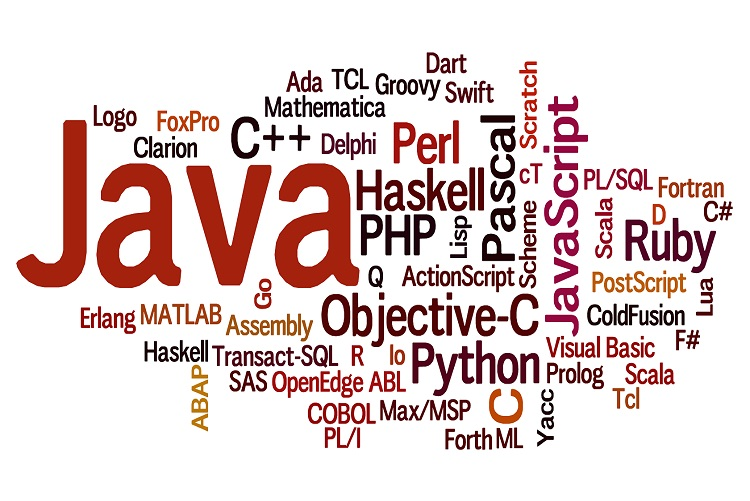 Dart
Ada
TCL
Groovy
Swift
Scratch
Mathematica
Logo
FoxPro
C++
Clarion
Delphi
Perl
Pascal
JavaScript
Java
Haskell
cT
PL/SQL
Fortran
PHP
Lisp
Scheme
Scala
D
C#
Ruby
Q
ActionScript
PostScript
Lua
Go
Erlang
MATLAB
Assembly
Objective-C
ColdFusion
F#
Haskell
Transact-SQL
R
Io
Python
Visual Basic
ABAP
SAS
OpenEdge ABL
Prolog
Scala
C
Yacc
Tcl
COBOL
Max/MSP
PL/I
Forth
ML